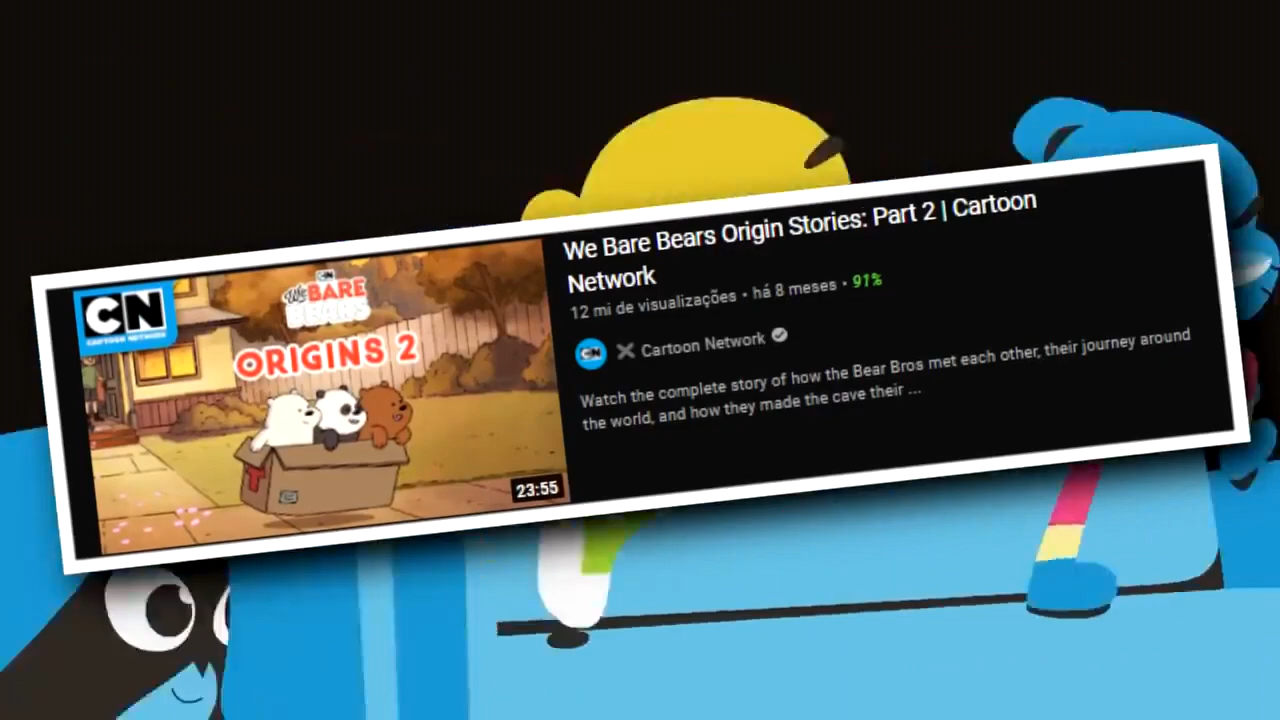 CN
CARTOON NETWORK
CN
We BARE
BEARS
ORIGINS 2
23:55
We Bare Bears Origin Stories: Part 2 | Cartoon
Network
12 mi de visualizações • há 8 meses • 91%
CN
Cartoon Network
Watch the complete story of how the Bear Bros met each other, their journey around
the world, and how they made the cave their ...